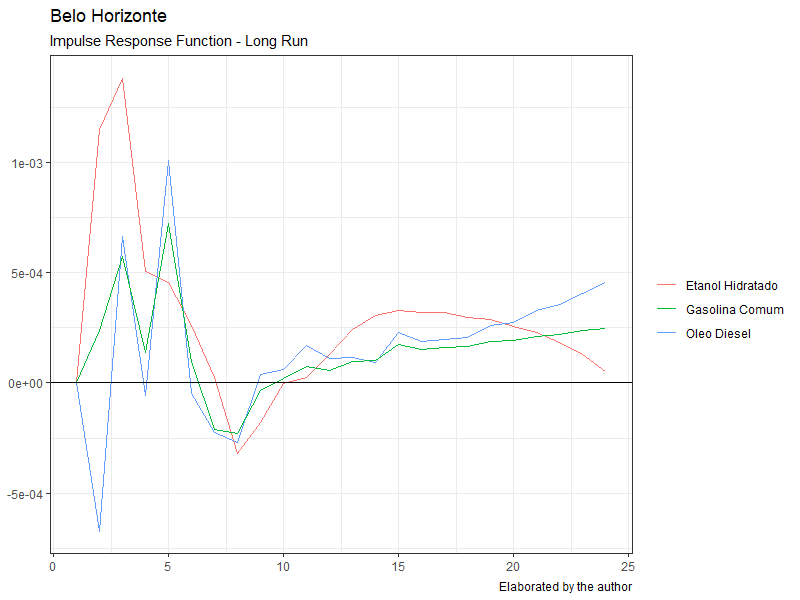 Belo Horizonte
Impulse Response Function - Long Run
1e-03
5e-04
0e+00
-5e-04
0 5 10 15 20 25
Etanol Hidratado
Gasolina Comum
Oleo Diesel
Elaborated by the author